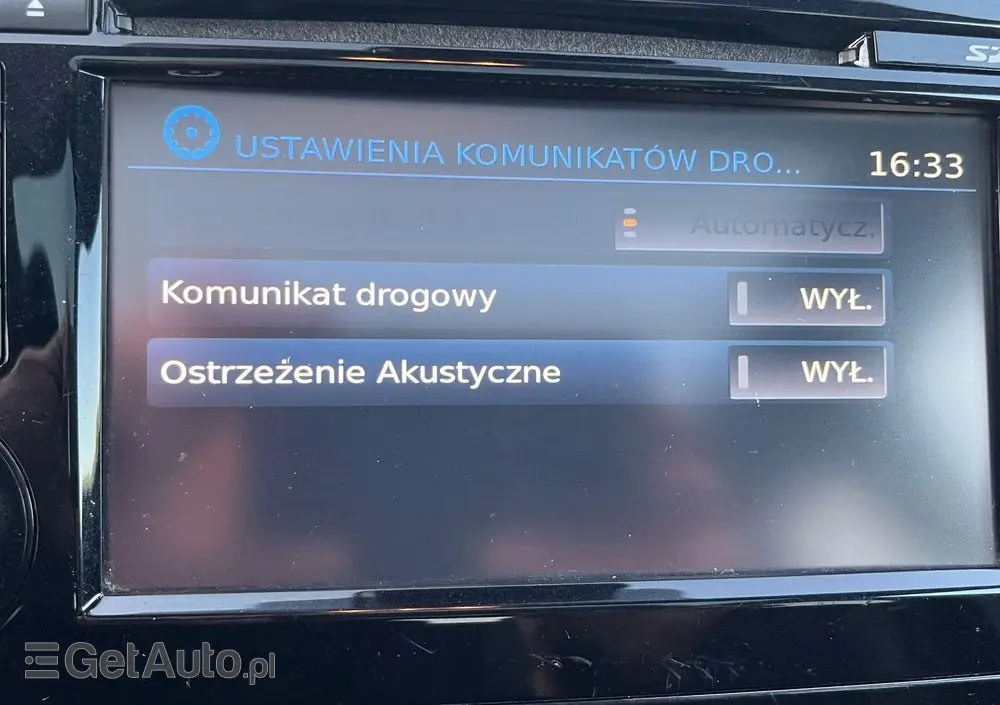 USTAWIENIA KOMUNIKATÓW DRO...
16:33
Automatycz.
Komunikat drogowy
WYŁ.
Ostrzeżenie Akustyczne
WYŁ.
GetAuto.pl